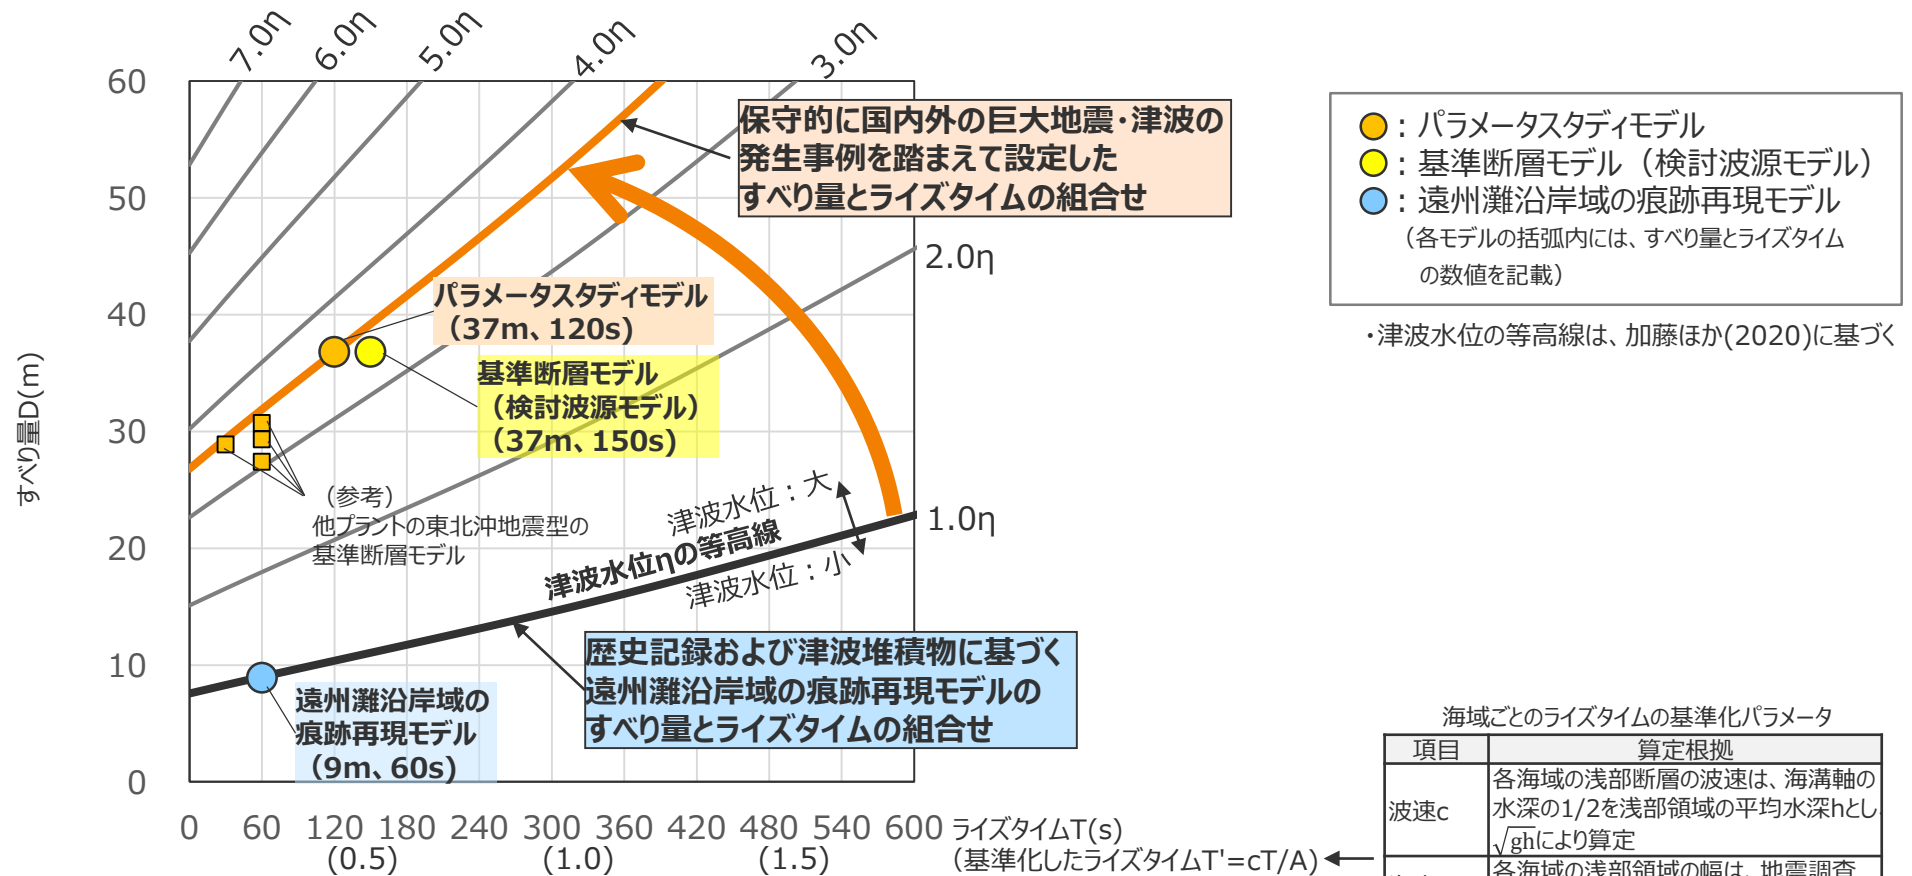 7.0η
6.0η
5.0η
4.0η
3.0η
60
50
40
30
20
10
0
すべり量D(m)
保守的に国内外の巨大地震・津波の
発生事例を踏まえて設定した
すべり量とライズタイムの組合せ
2.0η
パラメータスタディモデル
（37m、120s)
基準断層モデル
（検討波源モデル）
（37m、150s)
（参考）
他プラントの東北沖地震型の
基準断層モデル
津波水位：大
津波水位ηの等高線
津波水位：小
1.0η
歴史記録および津波堆積物に基づく
遠州灘沿岸域の痕跡再現モデルの
すべり量とライズタイムの組合せ
遠州灘沿岸域の
痕跡再現モデル
（9m、60s)
0 60 120 180 240 300 360 420 480 540 600 ライズタイムT(s)
(0.5) (1.0) (1.5) (基準化したライズタイムT'=cT/A)
：パラメータスタディモデル
：基準断層モデル（検討波源モデル）
：遠州灘沿岸域の痕跡再現モデル
（各モデルの括弧内には、すべり量とライズタイム
の数値を記載）
・津波水位の等高線は、加藤ほか(2020)に基づく
海域ごとのライズタイムの基準化パラメータ
項目 算定根拠
波速c
各海域の浅部断層の波速は、海溝軸の
水深の1/2を浅部領域の平均水深hとし、
√ghにより算定
各海域の浅部領域の幅は、地震調査